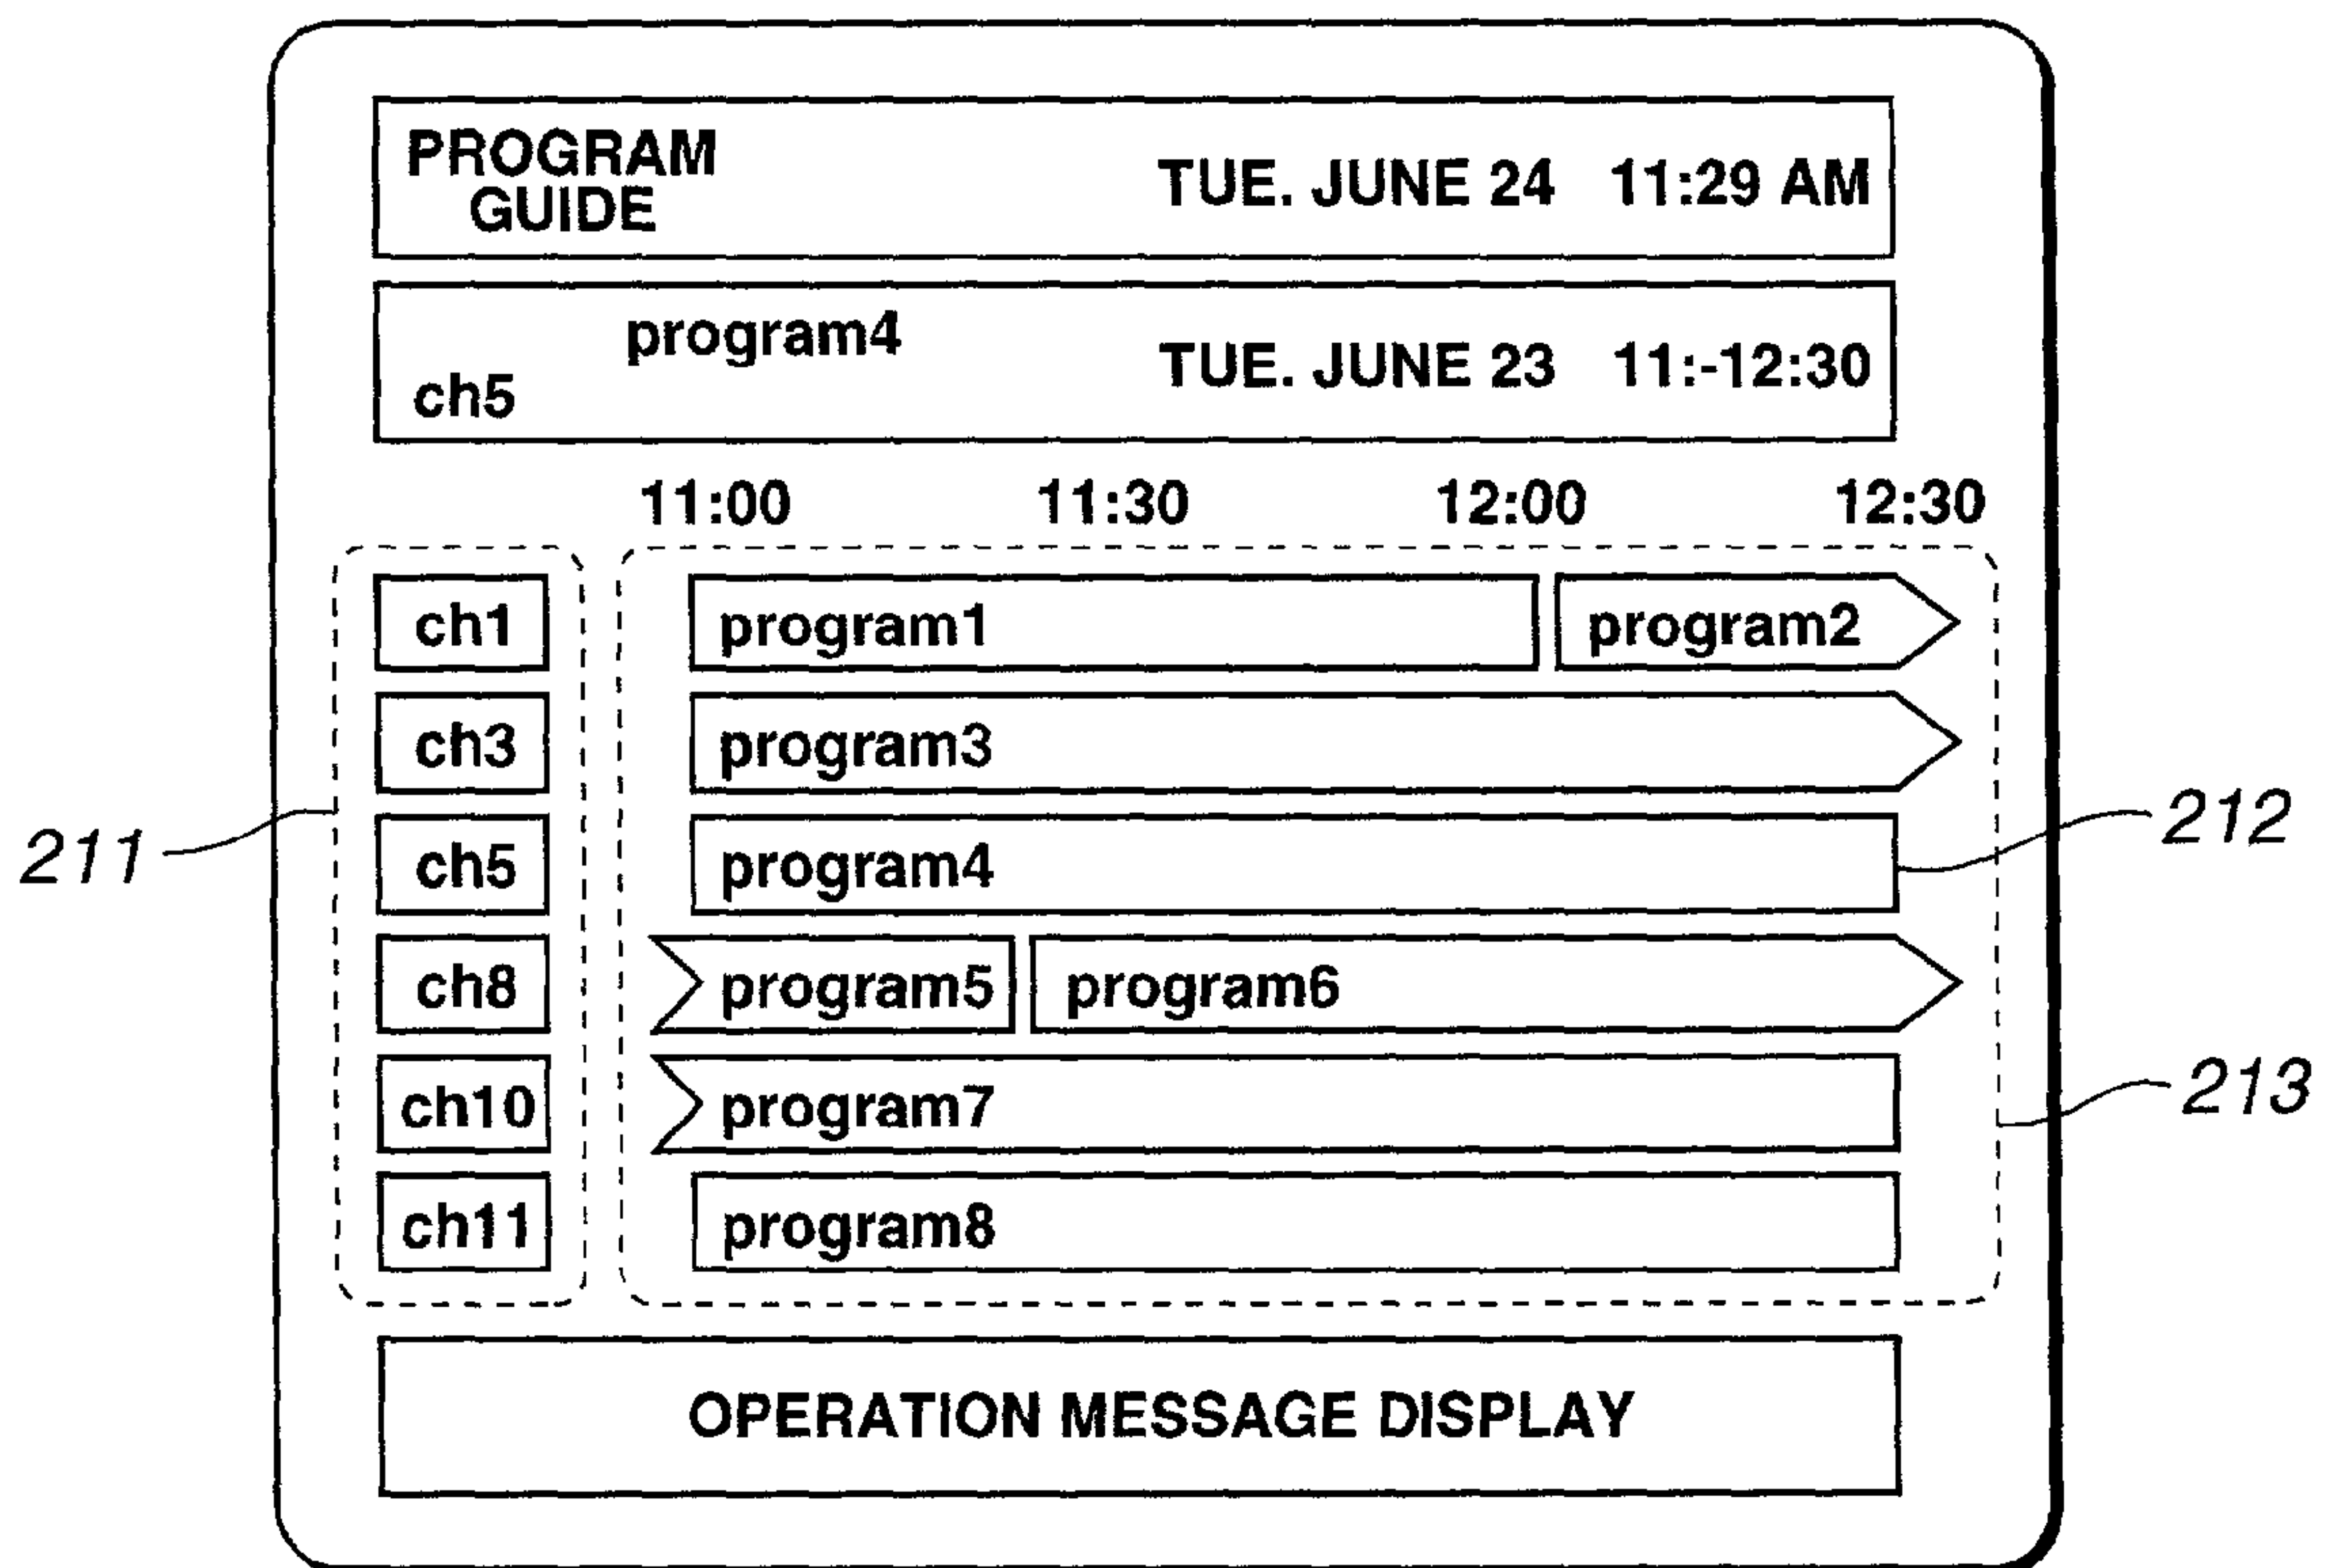 PROGRAM
GUIDE
TUE. JUNE 24 11:29 AM
program4
ch5
TUE. JUNE 23 11:-12:30
11:00 11:30 12:00 12:30
ch1 program1 program2
ch3 program3
ch5 program4
ch8 program5 program6
ch10 program7
ch11 program8
211
212
213
OPERATION MESSAGE DISPLAY